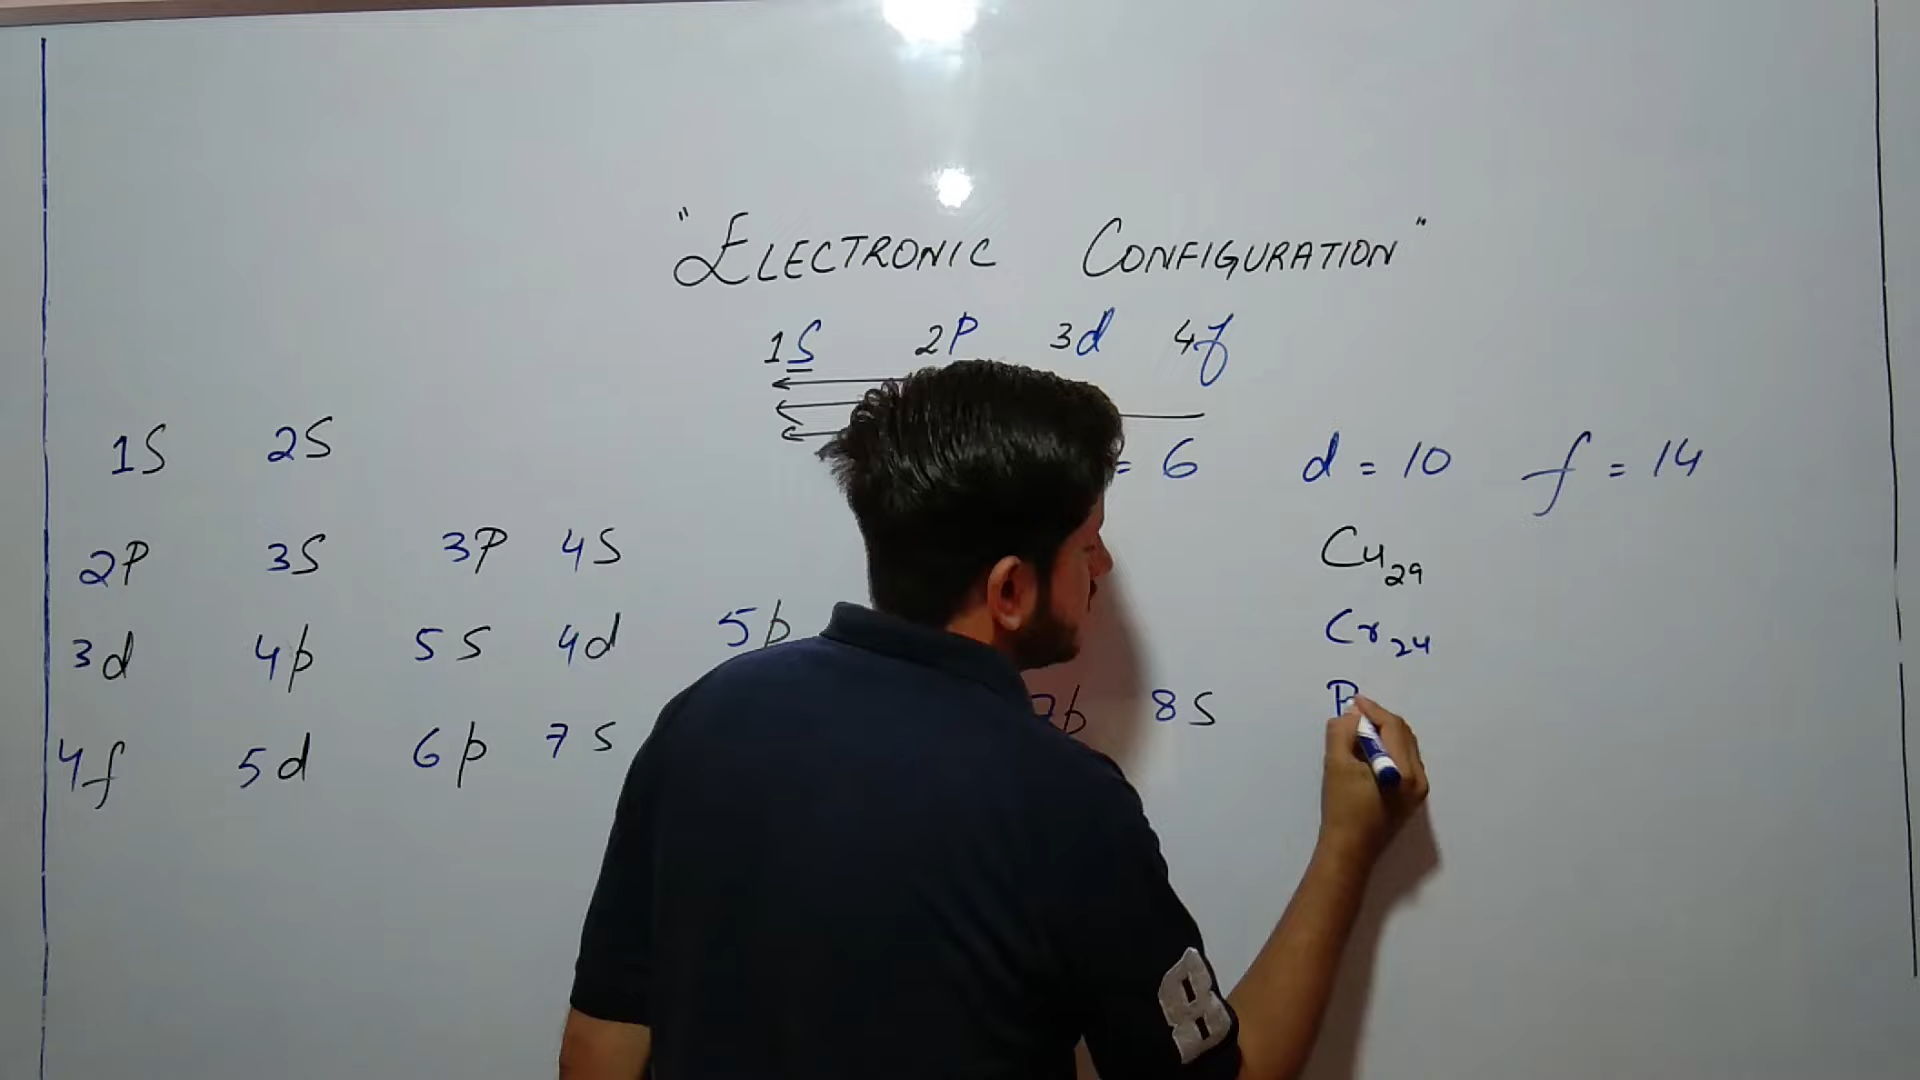 "ELECTRONIC CONFIGURATION"
1S 2P 3d 4f
= 6 d = 10 f = 14
1S 2S
2P 3S 3P 4S
3d 4p 5S 4d 5p
4f 5d 6p 7s 7p 8S
Cu29
Cr24
P
8